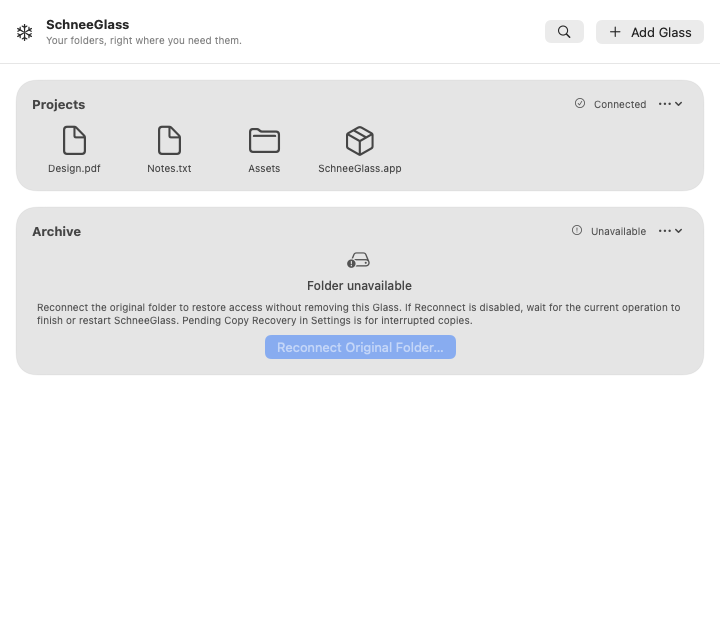 SchneeGlass
Your folders, right where you need them.
Add Glass
Projects
Connected
Design.pdf
Notes.txt
Assets
SchneeGlass.app
Archive
Unavailable
Folder unavailable
Reconnect the original folder to restore access without removing this Glass. If Reconnect is disabled, wait for the current operation to
finish or restart SchneeGlass. Pending Copy Recovery in Settings is for interrupted copies.
Reconnect Original Folder...